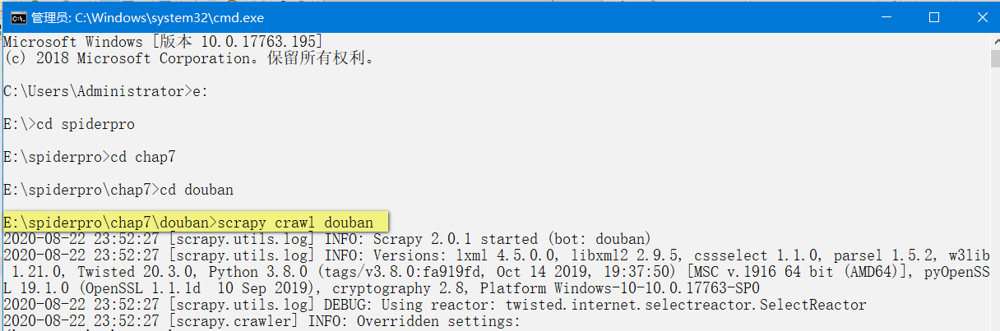 管理员: C:\Windows\system32\cmd.exe
Microsoft Windows [版本 10.0.17763.195]
(c) 2018 Microsoft Corporation。保留所有权利。
C:\Users\Administrator>e:
E:\>cd spiderpro
E:\spiderpro>cd chap7
E:\spiderpro\chap7>cd douban
E:\spiderpro\chap7\douban>scrapy crawl douban
2020-08-22 23:52:27 [scrapy.utils.log] INFO: Scrapy 2.0.1 started (bot: douban)
2020-08-22 23:52:27 [scrapy.utils.log] INFO: Versions: lxml 4.5.0.0, libxml2 2.9.5, cssselect 1.1.0, parsel 1.5.2, w3lib
1.21.0, Twisted 20.3.0, Python 3.8.0 (tags/v3.8.0:fa919fd, Oct 14 2019, 19:37:50) [MSC v.1916 64 bit (AMD64)], pyOpenSS
L 19.1.0 (OpenSSL 1.1.1d  10 Sep 2019), cryptography 2.8, Platform Windows-10-10.0.17763-SP0
2020-08-22 23:52:27 [scrapy.utils.log] DEBUG: Using reactor: twisted.internet.selectreactor.SelectReactor
2020-08-22 23:52:27 [scrapy.crawler] INFO: Overridden settings: